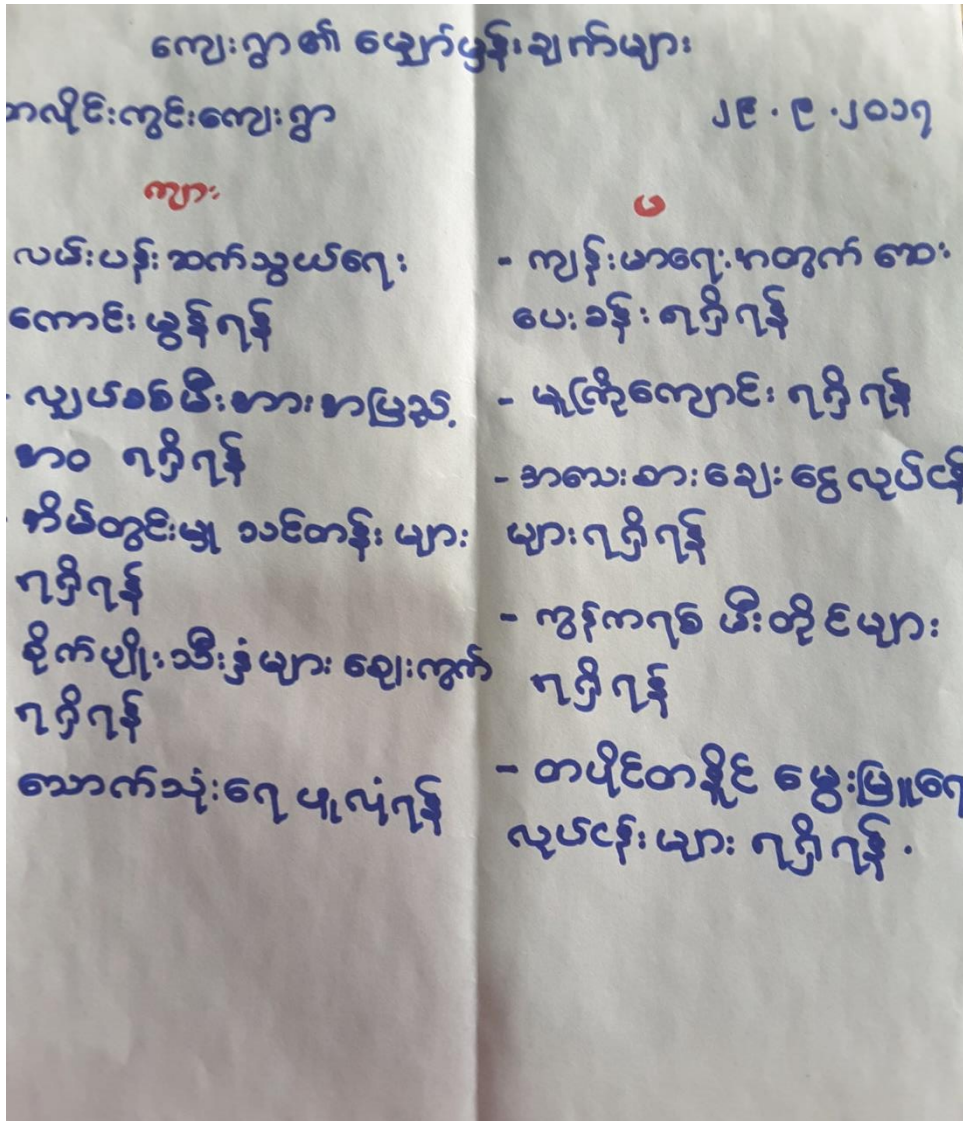 ကျေးရွာ၏ မျှော်မှန်းချက်များ
ဘလိုင်းကွင်းကျေးရွာ
၂၉.၉.၂၀၁၇
ကျား
လမ်းပန်းဆက်သွယ်ရေး
ကောင်းမွန်ရန်
- လျှပ်စစ်မီးအားအပြည့်
အဝ ရရှိရန်
- အိမ်တွင်းမှု သင်တန်းများ
ရရှိရန်
စိုက်ပျိုးသီးနှံများ ဈေးကွက်
ရရှိရန်
သောက်သုံးရေ ဖူလုံရန်
မ
- ကျန်းမာရေးအတွက် ဆေး
ပေးခန်း ရရှိရန်
- မူကြိုကျောင်း ရရှိရန်
- အသေးစားချေးငွေလုပ်ငန်း
များရရှိရန်
- ကွန်ကရစ် မီးတိုင်များ
ရရှိရန်
- တပိုင်တနိုင် မွေးမြူရေး
လုပ်ငန်းများ ရရှိရန်.